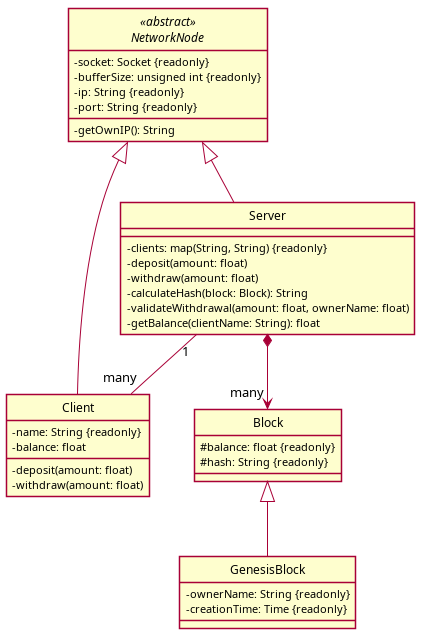 «abstract»
NetworkNode
-socket: Socket {readonly}
-bufferSize: unsigned int {readonly}
-ip: String {readonly}
-port: String {readonly}
-getOwnIP(): String
Server
-clients: map(String, String) {readonly}
-deposit(amount: float)
-withdraw(amount: float)
-calculateHash(block: Block): String
-validateWithdrawal(amount: float, ownerName: float)
-getBalance(clientName: String): float
1
many
many
Client
-name: String {readonly}
-balance: float
-deposit(amount: float)
-withdraw(amount: float)
Block
#balance: float {readonly}
#hash: String {readonly}
GenesisBlock
-ownerName: String {readonly}
-creationTime: Time {readonly}